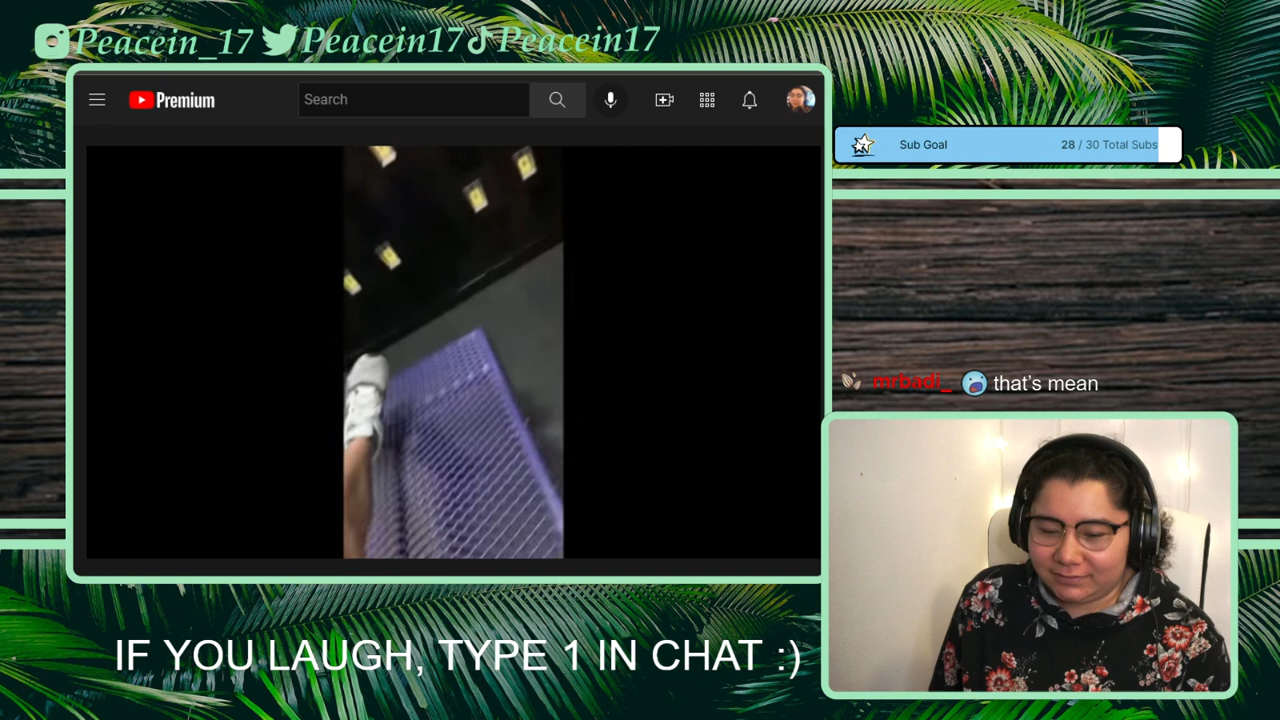 Peacein_17 Peacein17 Peacein17
Premium
Search
Sub Goal 28 / 30 Total Subs
mrbadi_ that's mean
IF YOU LAUGH, TYPE 1 IN CHAT :)